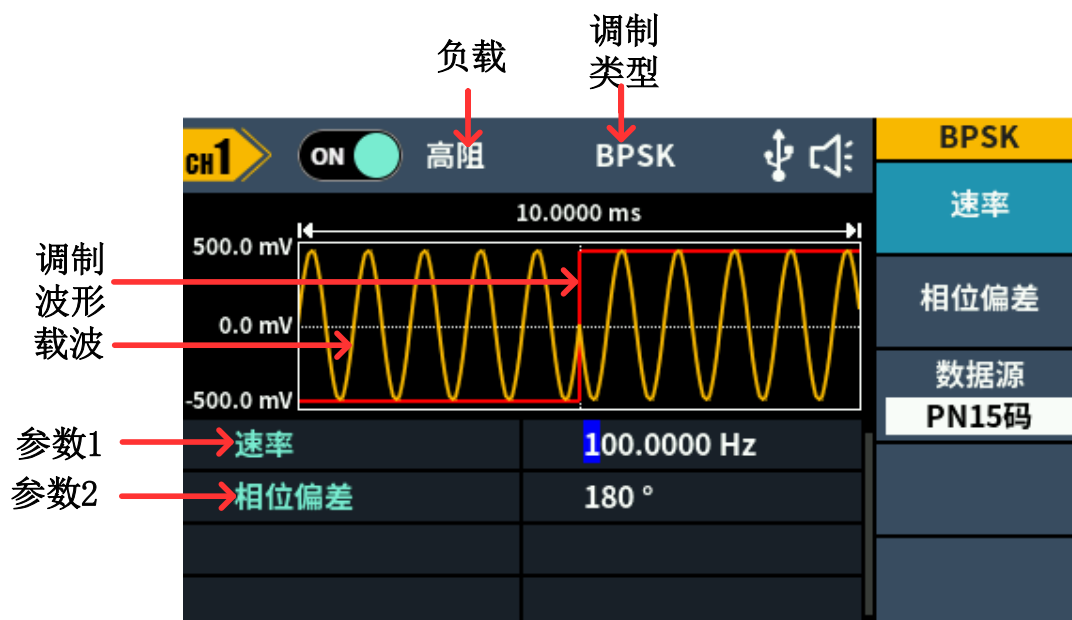 负载
调制
类型
CH1
ON
高阻
BPSK
BPSK
速率
10.0000 ms
500.0 mV
调制
波形
载波
0.0 mV
-500.0 mV
相位偏差
数据源
PN15码
参数1
速率
100.0000 Hz
参数2
相位偏差
180 °